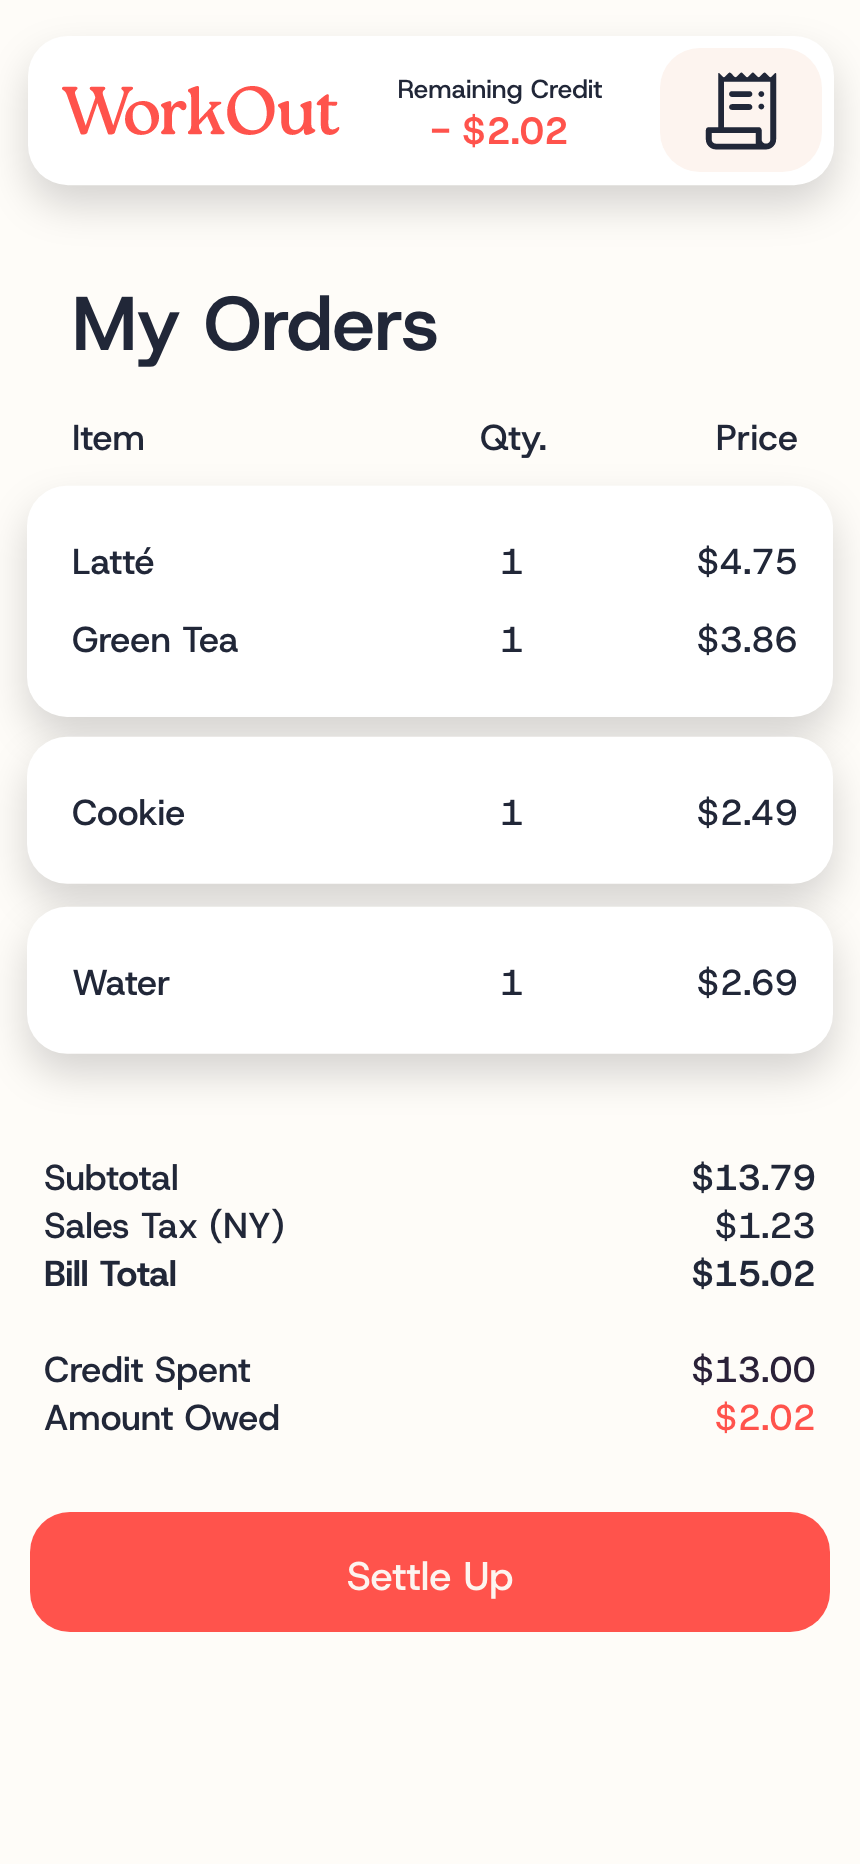 WorkOut
Remaining Credit
- $2.02
My Orders
Item Qty. Price
Latté 1 $4.75
Green Tea 1 $3.86
Cookie 1 $2.49
Water 1 $2.69
Subtotal $13.79
Sales Tax (NY) $1.23
Bill Total $15.02
Credit Spent $13.00
Amount Owed $2.02
Settle Up